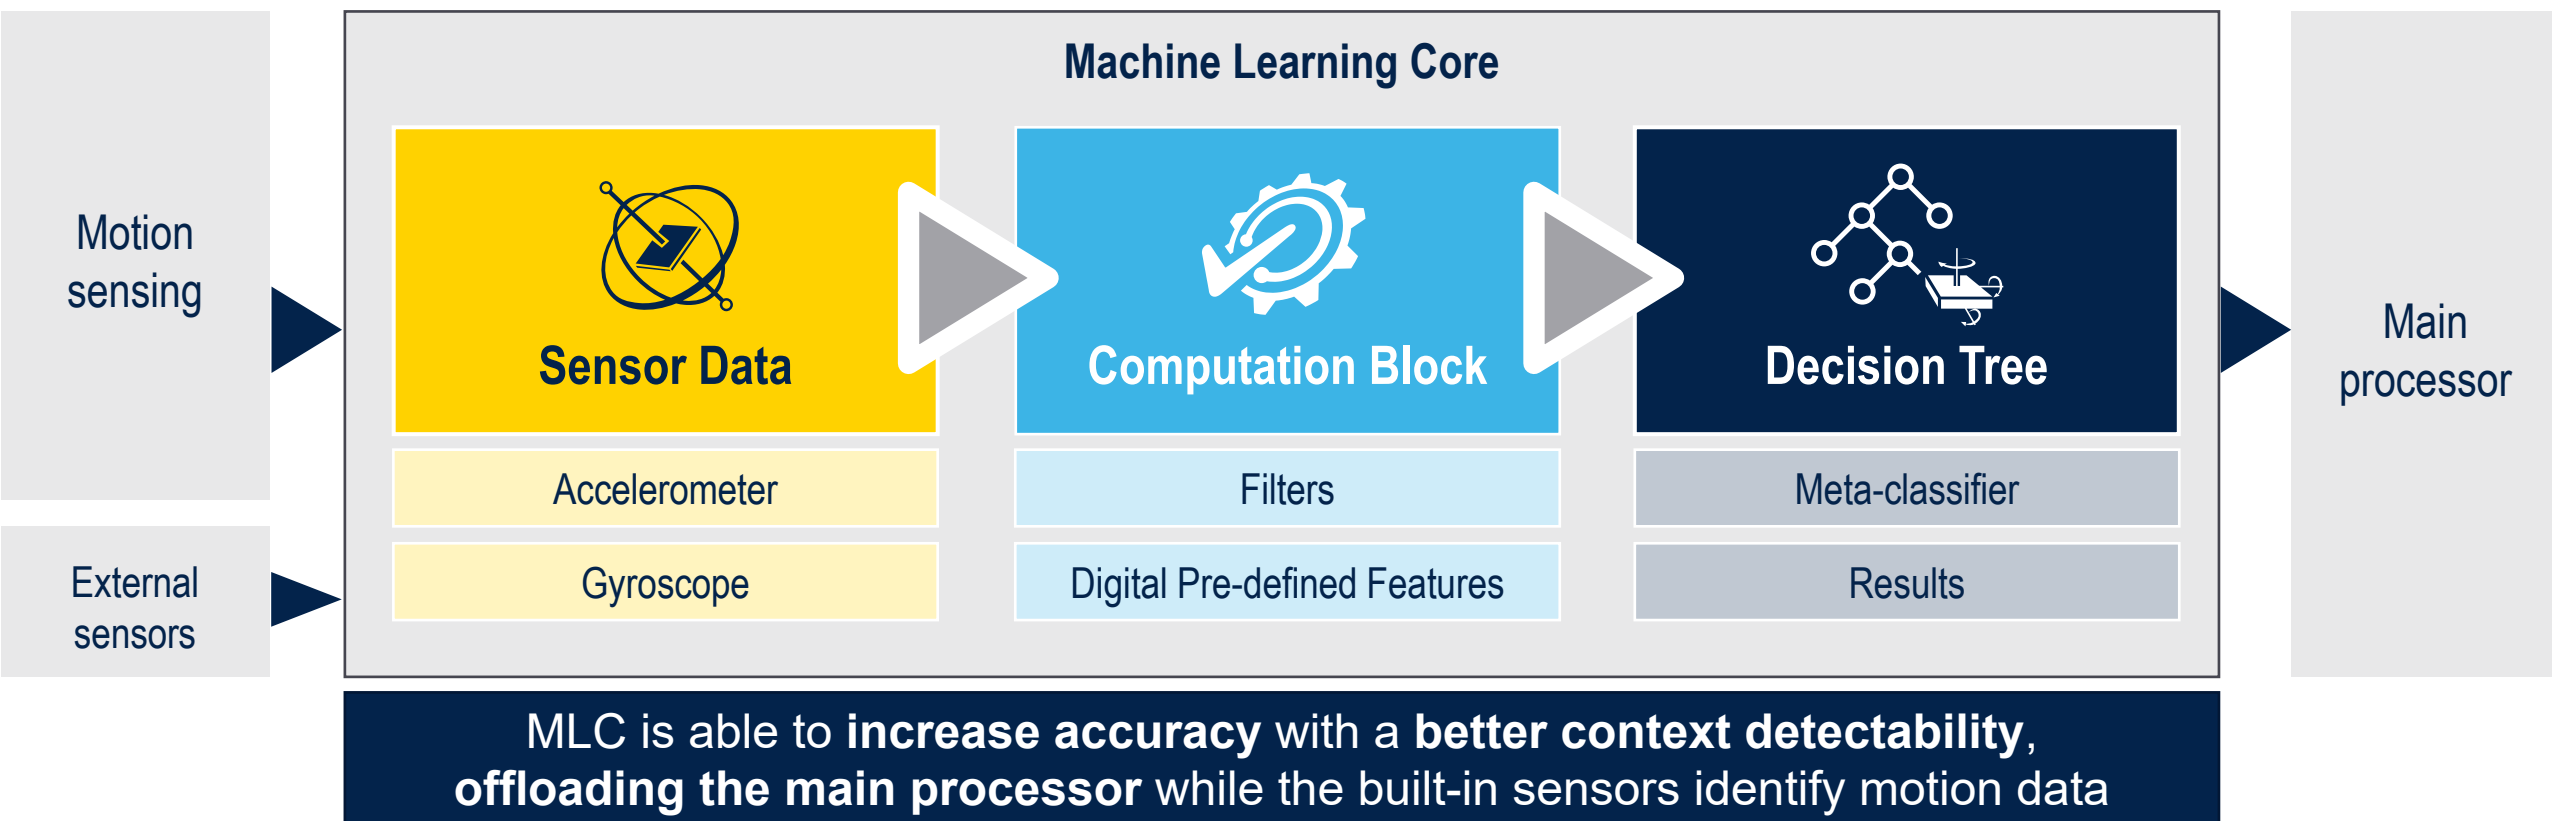 Machine Learning Core
Motion
sensing
External
sensors
Sensor Data
Accelerometer
Gyroscope
Computation Block
Filters
Digital Pre-defined Features
Decision Tree
Meta-classifier
Results
Main
processor
MLC is able to increase accuracy with a better context detectability,
offloading the main processor while the built-in sensors identify motion data